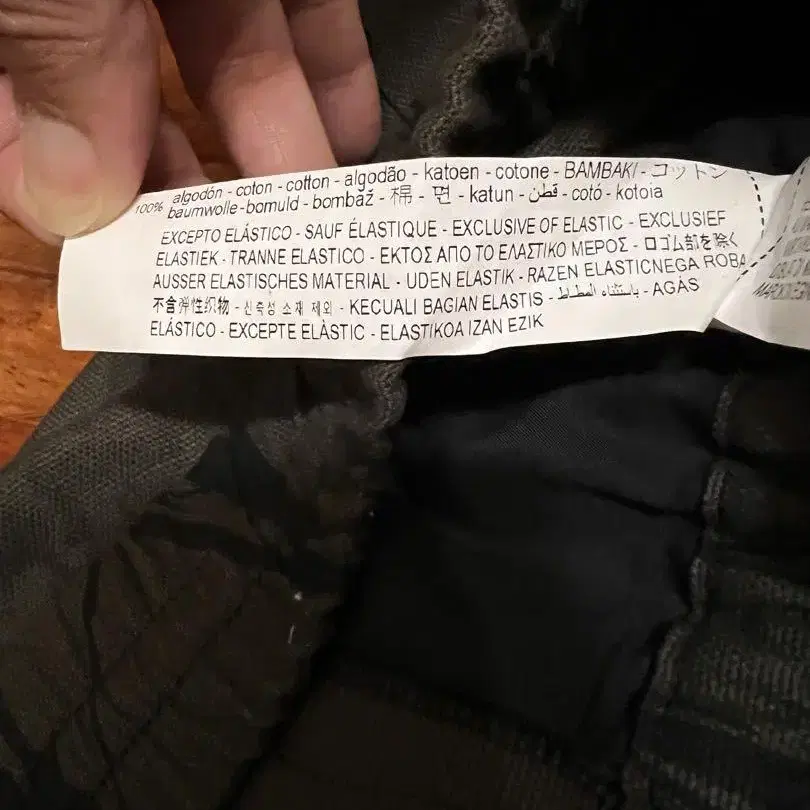 100% algodón - coton - cotton - algodão - katoen - cotone - BAMBAKI - コットン
baumwolle - bomuld - bombaž - 棉 - 면 - katun - قطن - cotó - kotoia
EXCEPTO ELÁSTICO - SAUF ÉLASTIQUE - EXCLUSIVE OF ELASTIC - EXCLUSIEF
ELASTIEK - TRANNE ELASTICO - ΕΚΤΟΣ ΑΠΟ ΤΟ ΕΛΑΣΤΙΚΟ ΜΕΡΟΣ - ロゴム部を除く
AUSSER ELASTISCHES MATERIAL - UDEN ELASTIK - RAZEN ELASTICNEGA ROBA
不含弹性织物 - 신축성 소재 제외 - KECUALI BAGIAN ELASTIS - باستثناء المطاط - AGÁS
ELÁSTICO - EXCEPTE ELÀSTIC - ELASTIKOA IZAN EZIK